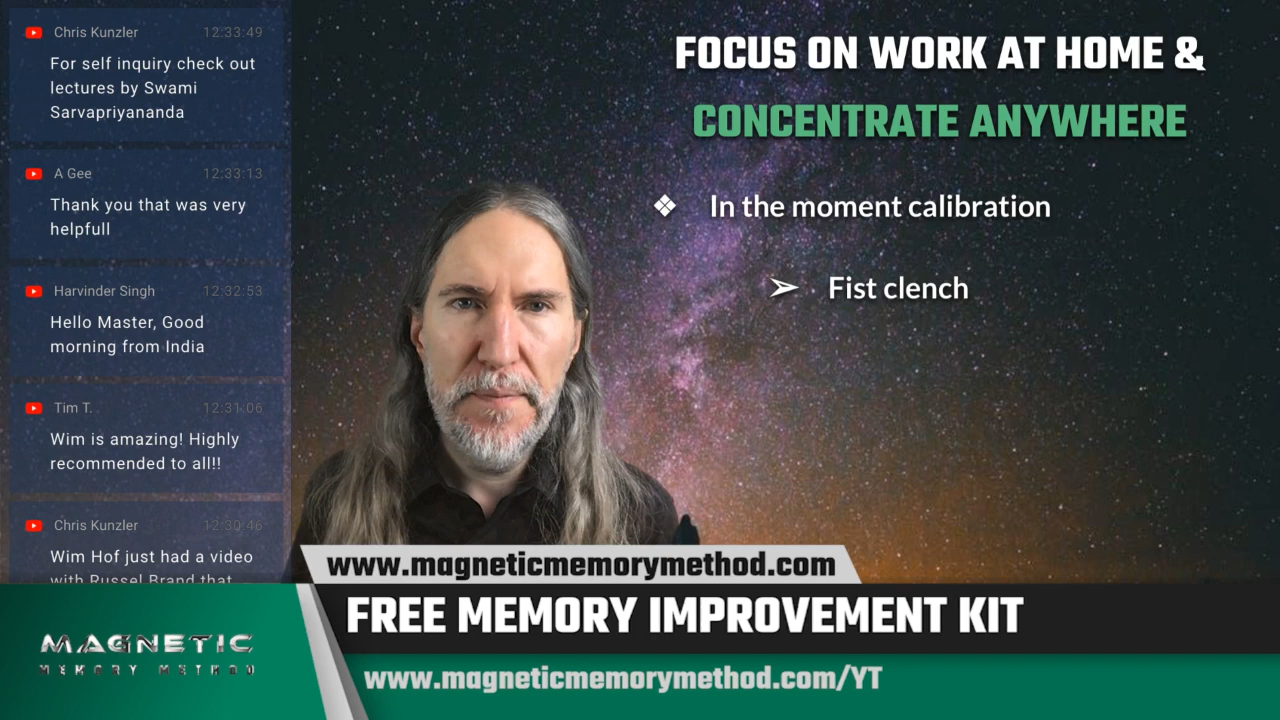 Chris Kunzler 12:33:49
For self inquiry check out
lectures by Swami
Sarvapriyananda
A Gee 12:33:13
Thank you that was very
helpfull
Harvinder Singh 12:32:53
Hello Master, Good
morning from India
Tim T. 12:31:06
Wim is amazing! Highly
recommended to all!!
Chris Kunzler 12:30:46
Wim Hof just had a video
with Russel Brand that
FOCUS ON WORK AT HOME &
CONCENTRATE ANYWHERE
❖ In the moment calibration
➢ Fist clench
www.magneticmemorymethod.com
FREE MEMORY IMPROVEMENT KIT
www.magneticmemorymethod.com/YT
MAGNETIC
MEMORY METHOD